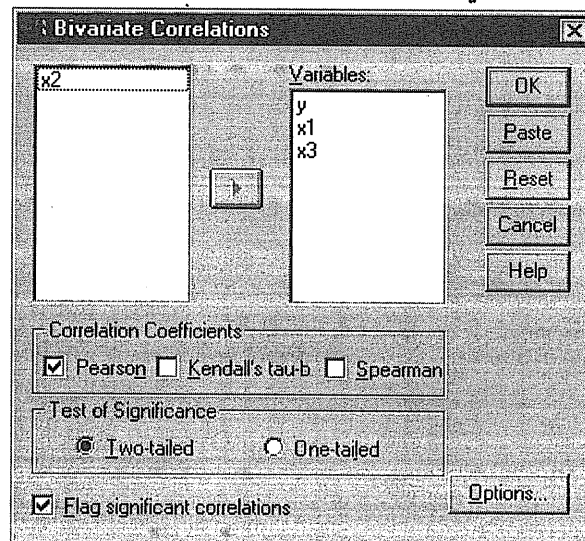 Bivariate Correlations
x2
Variables:
y
x1
x3
OK
Paste
Reset
Cancel
Help
Correlation Coefficients
Pearson Kendall's tau-b Spearman
Test of Significance
Two-tailed One-tailed
Flag significant correlations
Options...